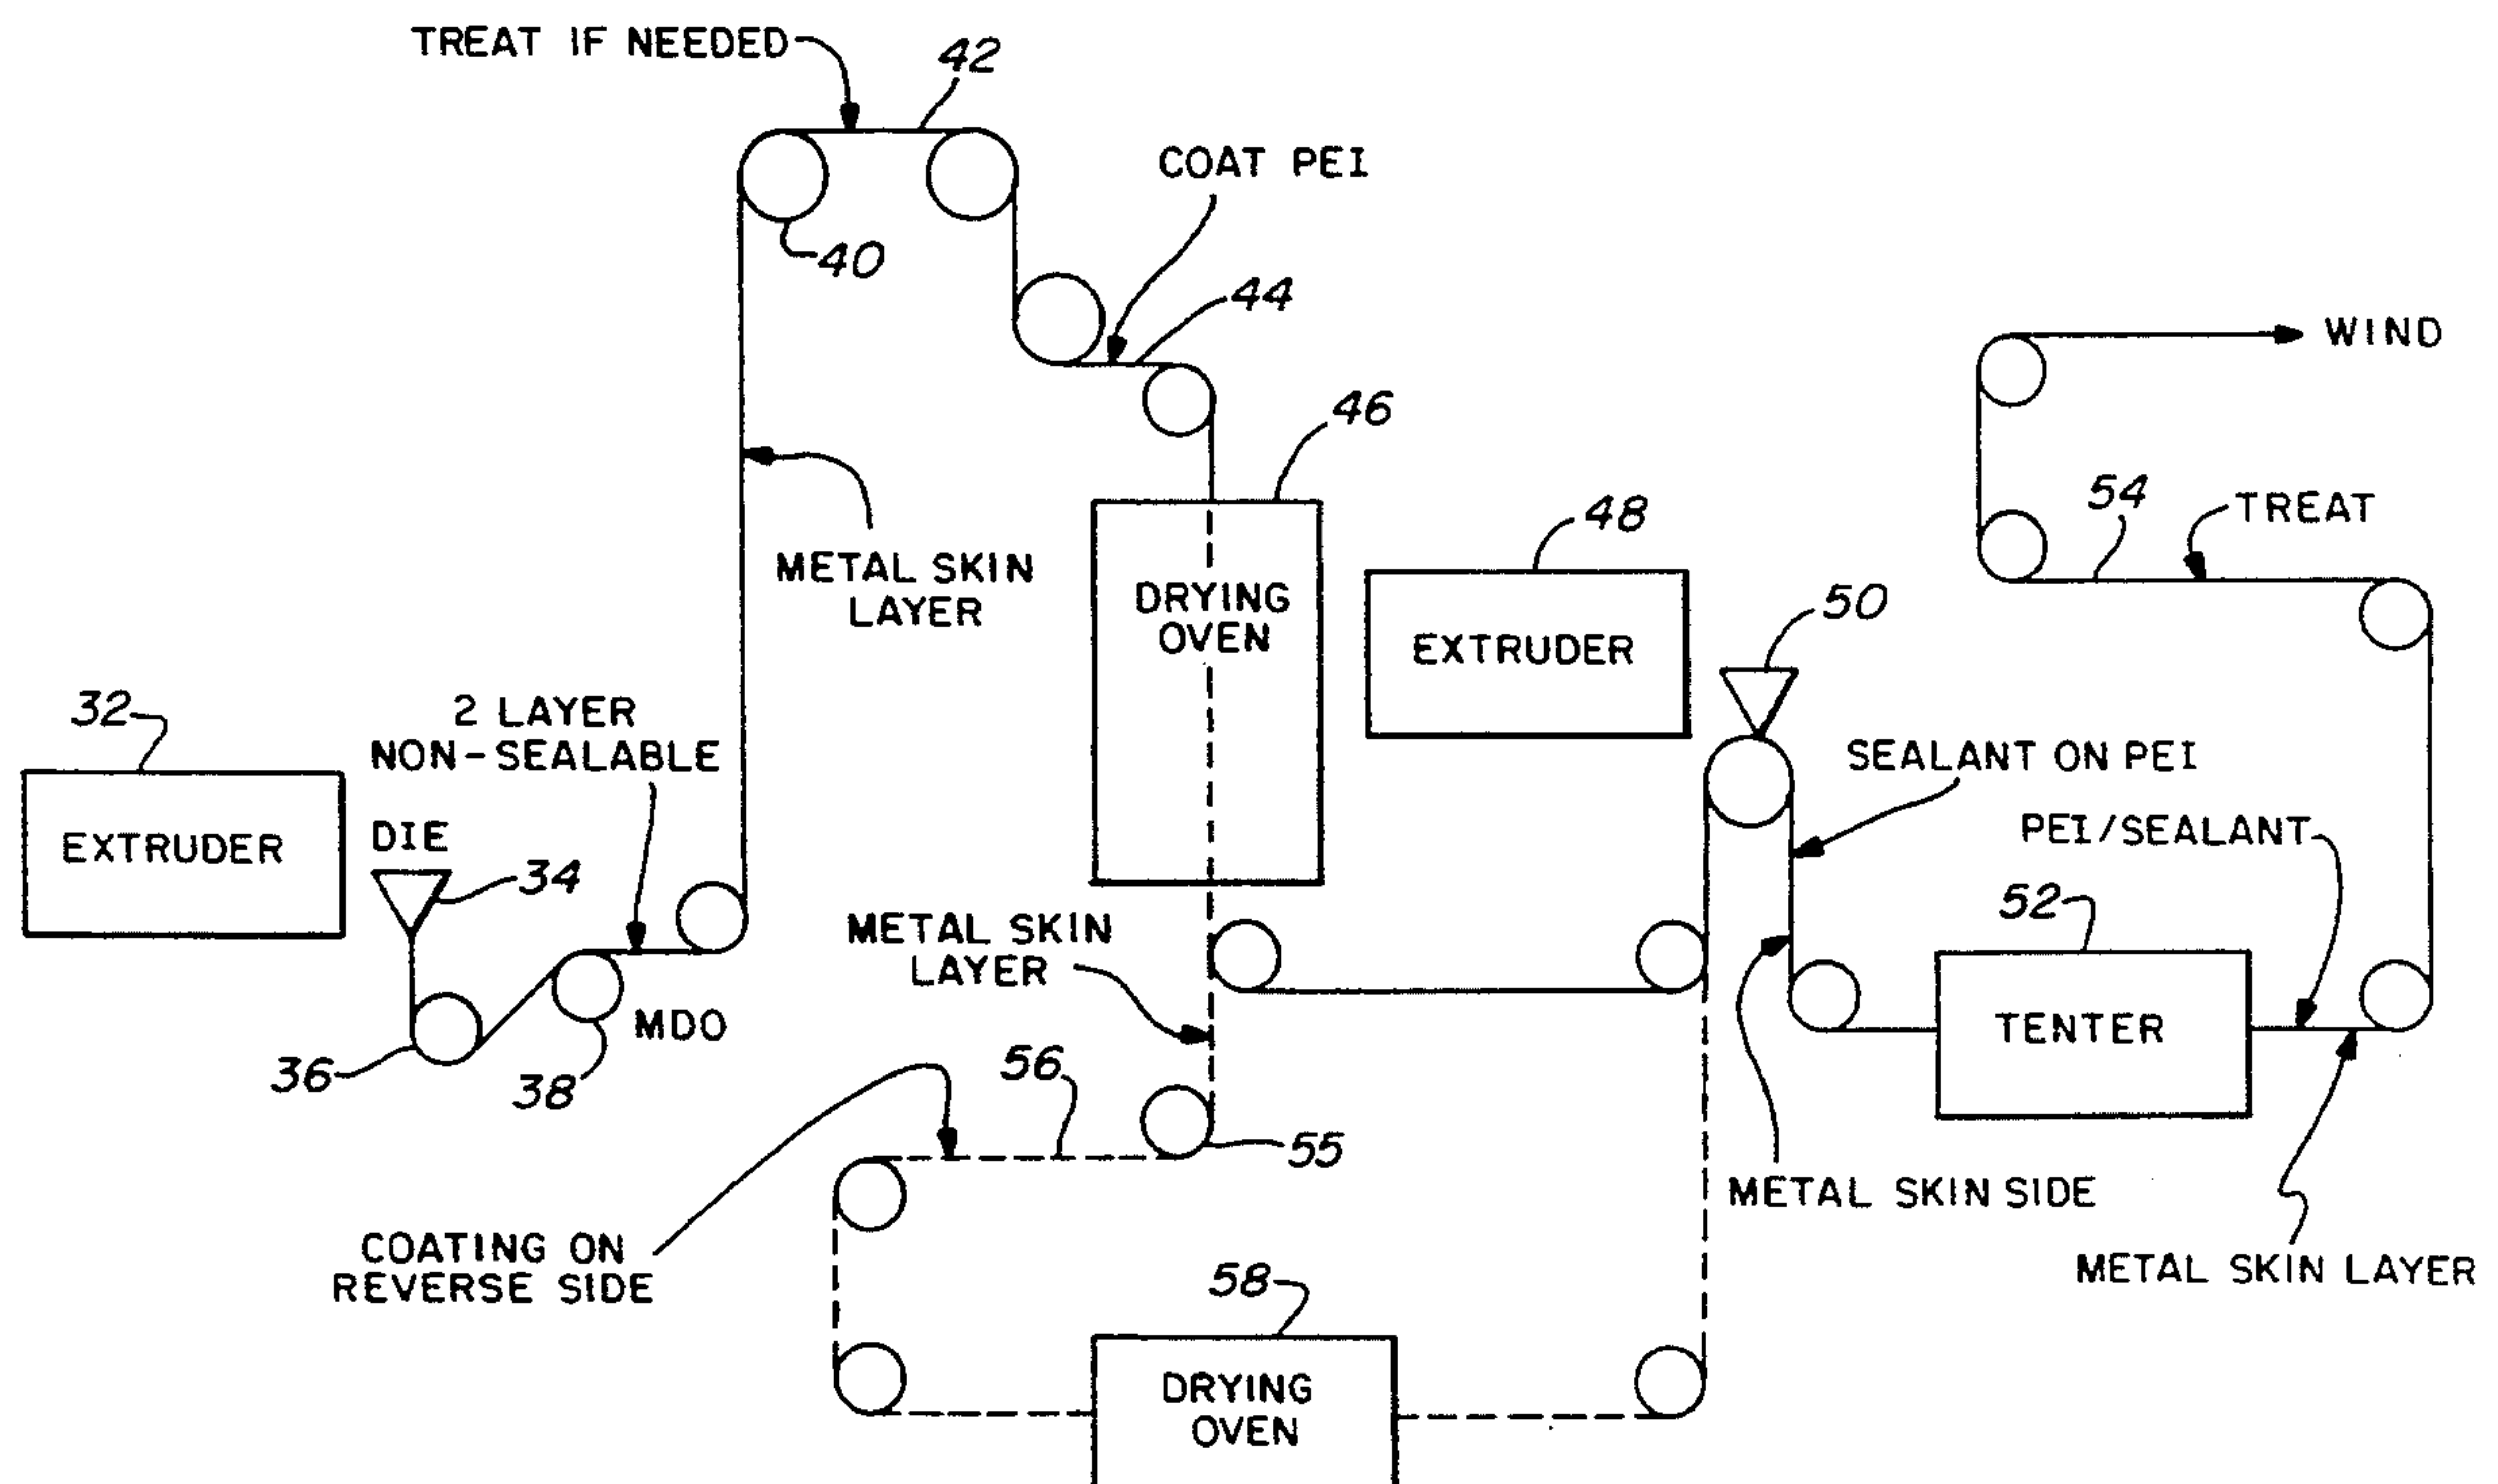 TREAT IF NEEDED
42
COAT PEI
40
44
WIND
46
METAL SKIN
LAYER
DRYING
OVEN
48
EXTRUDER
54
TREAT
50
32
EXTRUDER
2 LAYER
NON-SEALABLE
DIE
34
SEALANT ON PEI
PEI/SEALANT
36
38
MDO
METAL SKIN
LAYER
52
TENTER
56
55
METAL SKIN SIDE
METAL SKIN LAYER
COATING ON
REVERSE SIDE
58
DRYING
OVEN